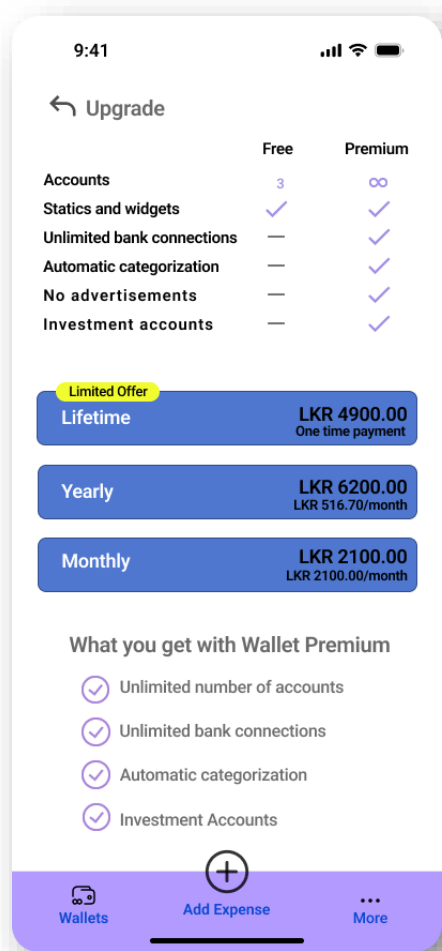 9:41
Upgrade
Free Premium
Accounts 3 ∞
Statics and widgets
Unlimited bank connections
Automatic categorization
No advertisements
Investment accounts
Limited Offer
Lifetime LKR 4900.00
One time payment
Yearly LKR 6200.00
LKR 516.70/month
Monthly LKR 2100.00
LKR 2100.00/month
What you get with Wallet Premium
Unlimited number of accounts
Unlimited bank connections
Automatic categorization
Investment Accounts
Wallets Add Expense More